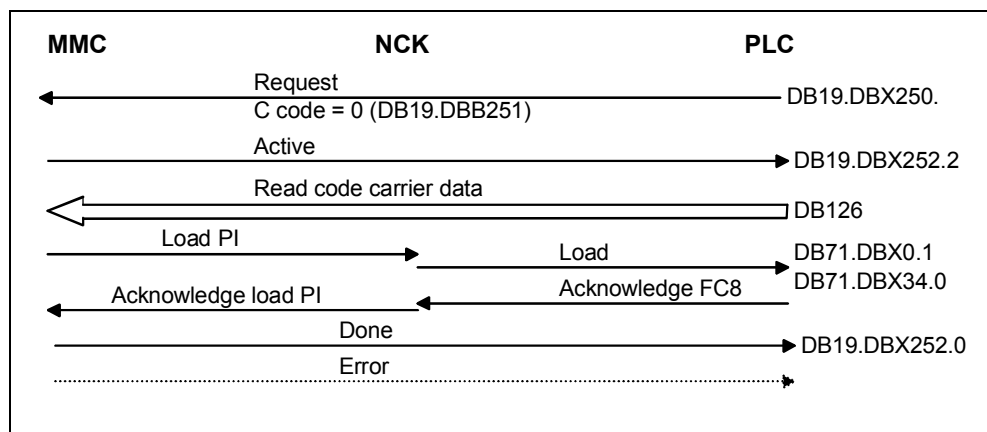 MMC NCK PLC
Request
DB19.DBX250.
C code = 0 (DB19.DBB251)
Active
DB19.DBX252.2
Read code carrier data
DB126
Load PI
Load
DB71.DBX0.1
DB71.DBX34.0
Acknowledge load PI
Acknowledge FC8
Done
DB19.DBX252.0
Error